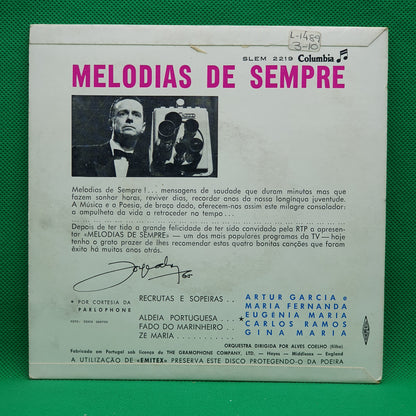 L-1489
3-10
SLEM 2219 Columbia
MELODIAS DE SEMPRE
Melodias de Sempre!... mensagens de saudade que duram minutos mas que
fazem sonhar horas, reviver dias, recordar anos da nossa longínqua juventude.
A Música e a Poesia, de braço dado, oferecem-nos assim este milagre consolador:
a ampulheta da vida a retroceder no tempo...
Depois de ter tido a grande felicidade de ter sido convidado pela RTP a apresen-
tar «MELODIAS DE SEMPRE» — um dos mais populares programas da TV — hoje
tenho o grato prazer de lhes recomendar estas quatro bonitas canções que foram
êxito há muitos anos atrás.
65
* POR CORTESIA DA
PARLOPHONE
RECRUTAS E SOPEIRAS . . ARTUR GARCIA e
MARIA FERNANDA
ALDEIA PORTUGUESA . . . * EUGÉNIA MARIA
FADO DO MARINHEIRO . . CARLOS RAMOS
ZÉ MARIA . . . . . . GINA MARIA
ORQUESTRA DIRIGIDA POR ALVES COELHO (filho)
Fabricado em Portugal sob licença de THE GRAMOPHONE COMPANY, LTD. — Hayes - Middlesex - England
A UTILIZAÇÃO DE «EMITEX» PRESERVA ESTE DISCO PROTEGENDO-O DA POEIRA